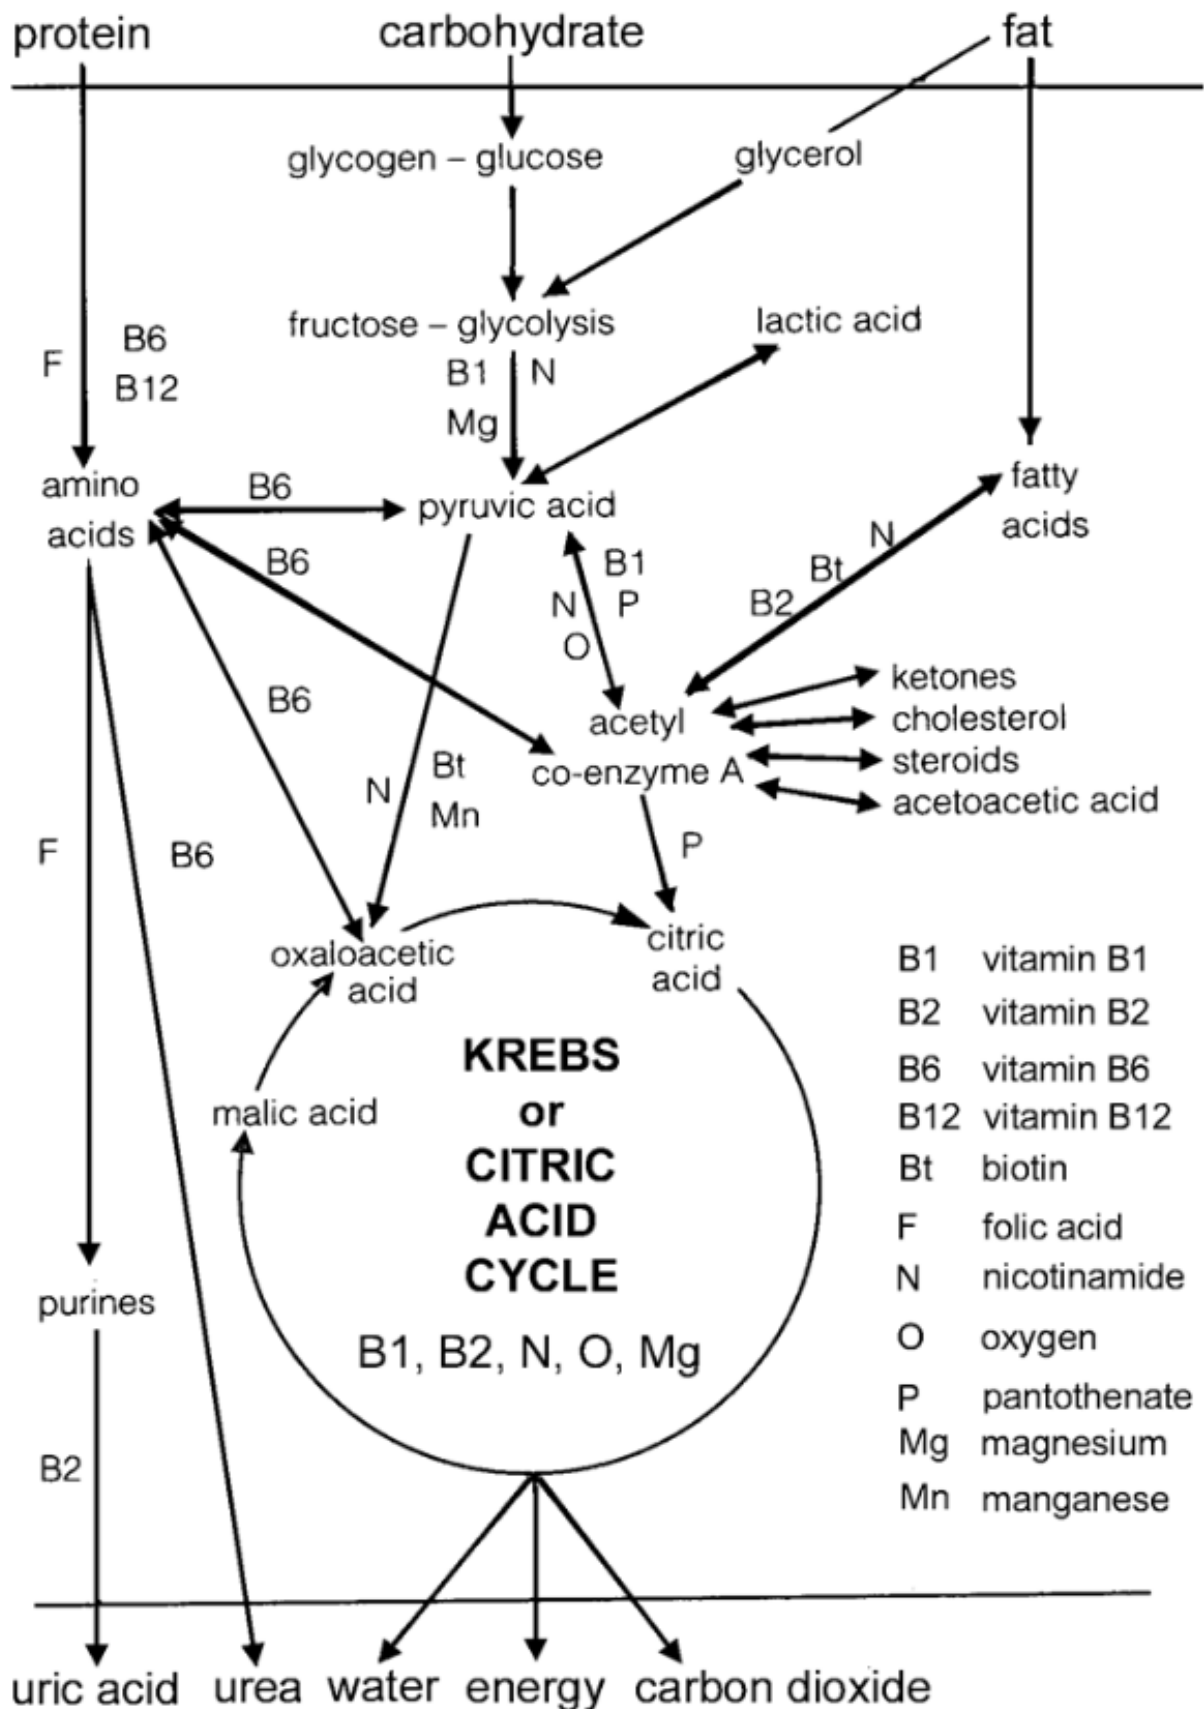 protein carbohydrate fat
glycogen – glucose glycerol
fructose – glycolysis lactic acid
F B6
B12
B1 N
Mg
amino
acids
B6
pyruvic acid
fatty
acids
B6
B1
N P
O
N
Bt
B2
B6
acetyl
co-enzyme A
ketones
cholesterol
steroids
acetoacetic acid
N Bt
Mn
P
F B6
oxaloacetic
acid
citric
acid
malic acid
KREBS
or
CITRIC
ACID
CYCLE
B1, B2, N, O, Mg
B1 vitamin B1
B2 vitamin B2
B6 vitamin B6
B12 vitamin B12
Bt biotin
F folic acid
N nicotinamide
O oxygen
P pantothenate
Mg magnesium
Mn manganese
purines
B2
uric acid urea water energy carbon dioxide